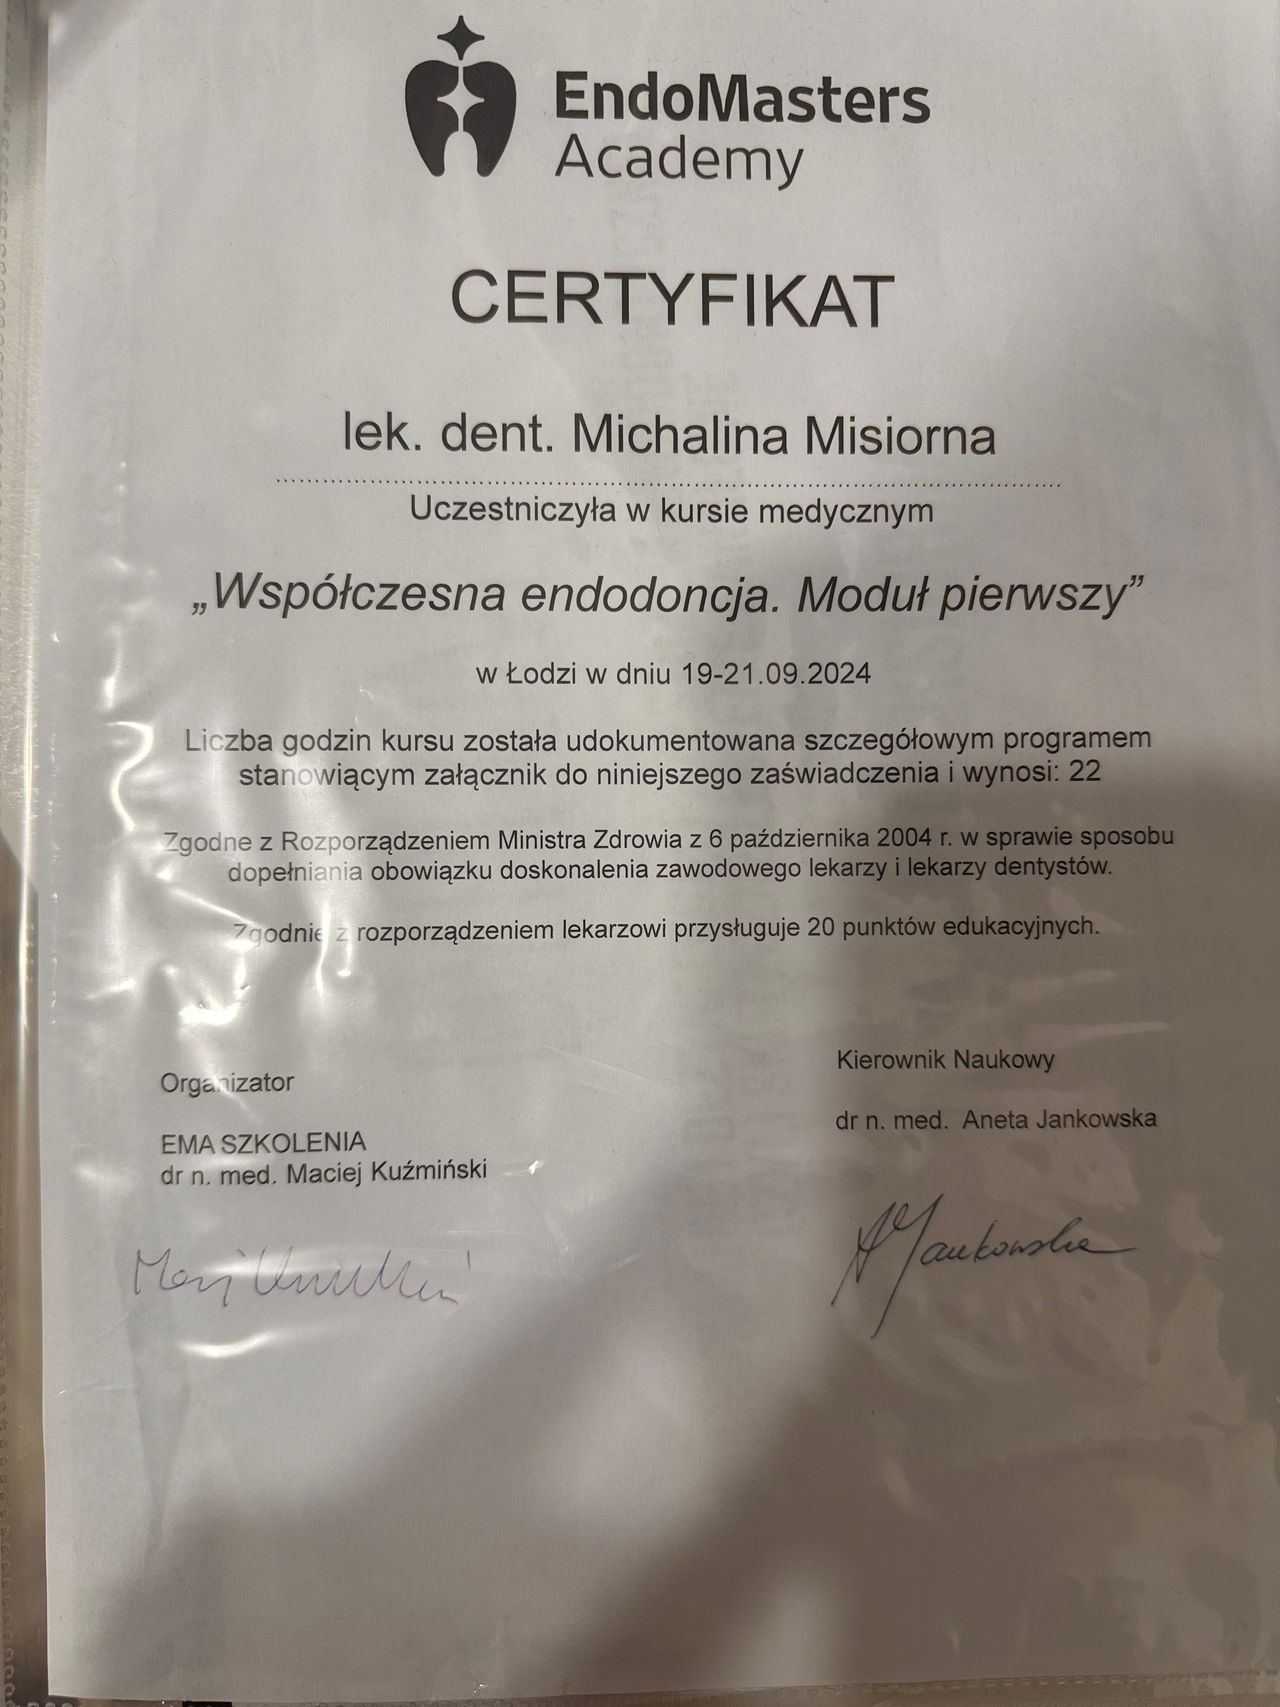 EndoMasters
Academy
CERTYFIKAT
lek. dent. Michalina Misiorna
Uczestniczyła w kursie medycznym
„Współczesna endodoncja. Moduł pierwszy”
w Łodzi w dniu 19-21.09.2024
Liczba godzin kursu została udokumentowana szczegółowym programem
stanowiącym załącznik do niniejszego zaświadczenia i wynosi: 22
Zgodne z Rozporządzeniem Ministra Zdrowia z 6 października 2004 r. w sprawie sposobu
dopełniania obowiązku doskonalenia zawodowego lekarzy i lekarzy dentystów.
Zgodnie z rozporządzeniem lekarzowi przysługuje 20 punktów edukacyjnych.
Kierownik Naukowy
Organizator
dr n. med. Aneta Jankowska
EMA SZKOLENIA
dr n. med. Maciej Kuźmiński
AJankowska